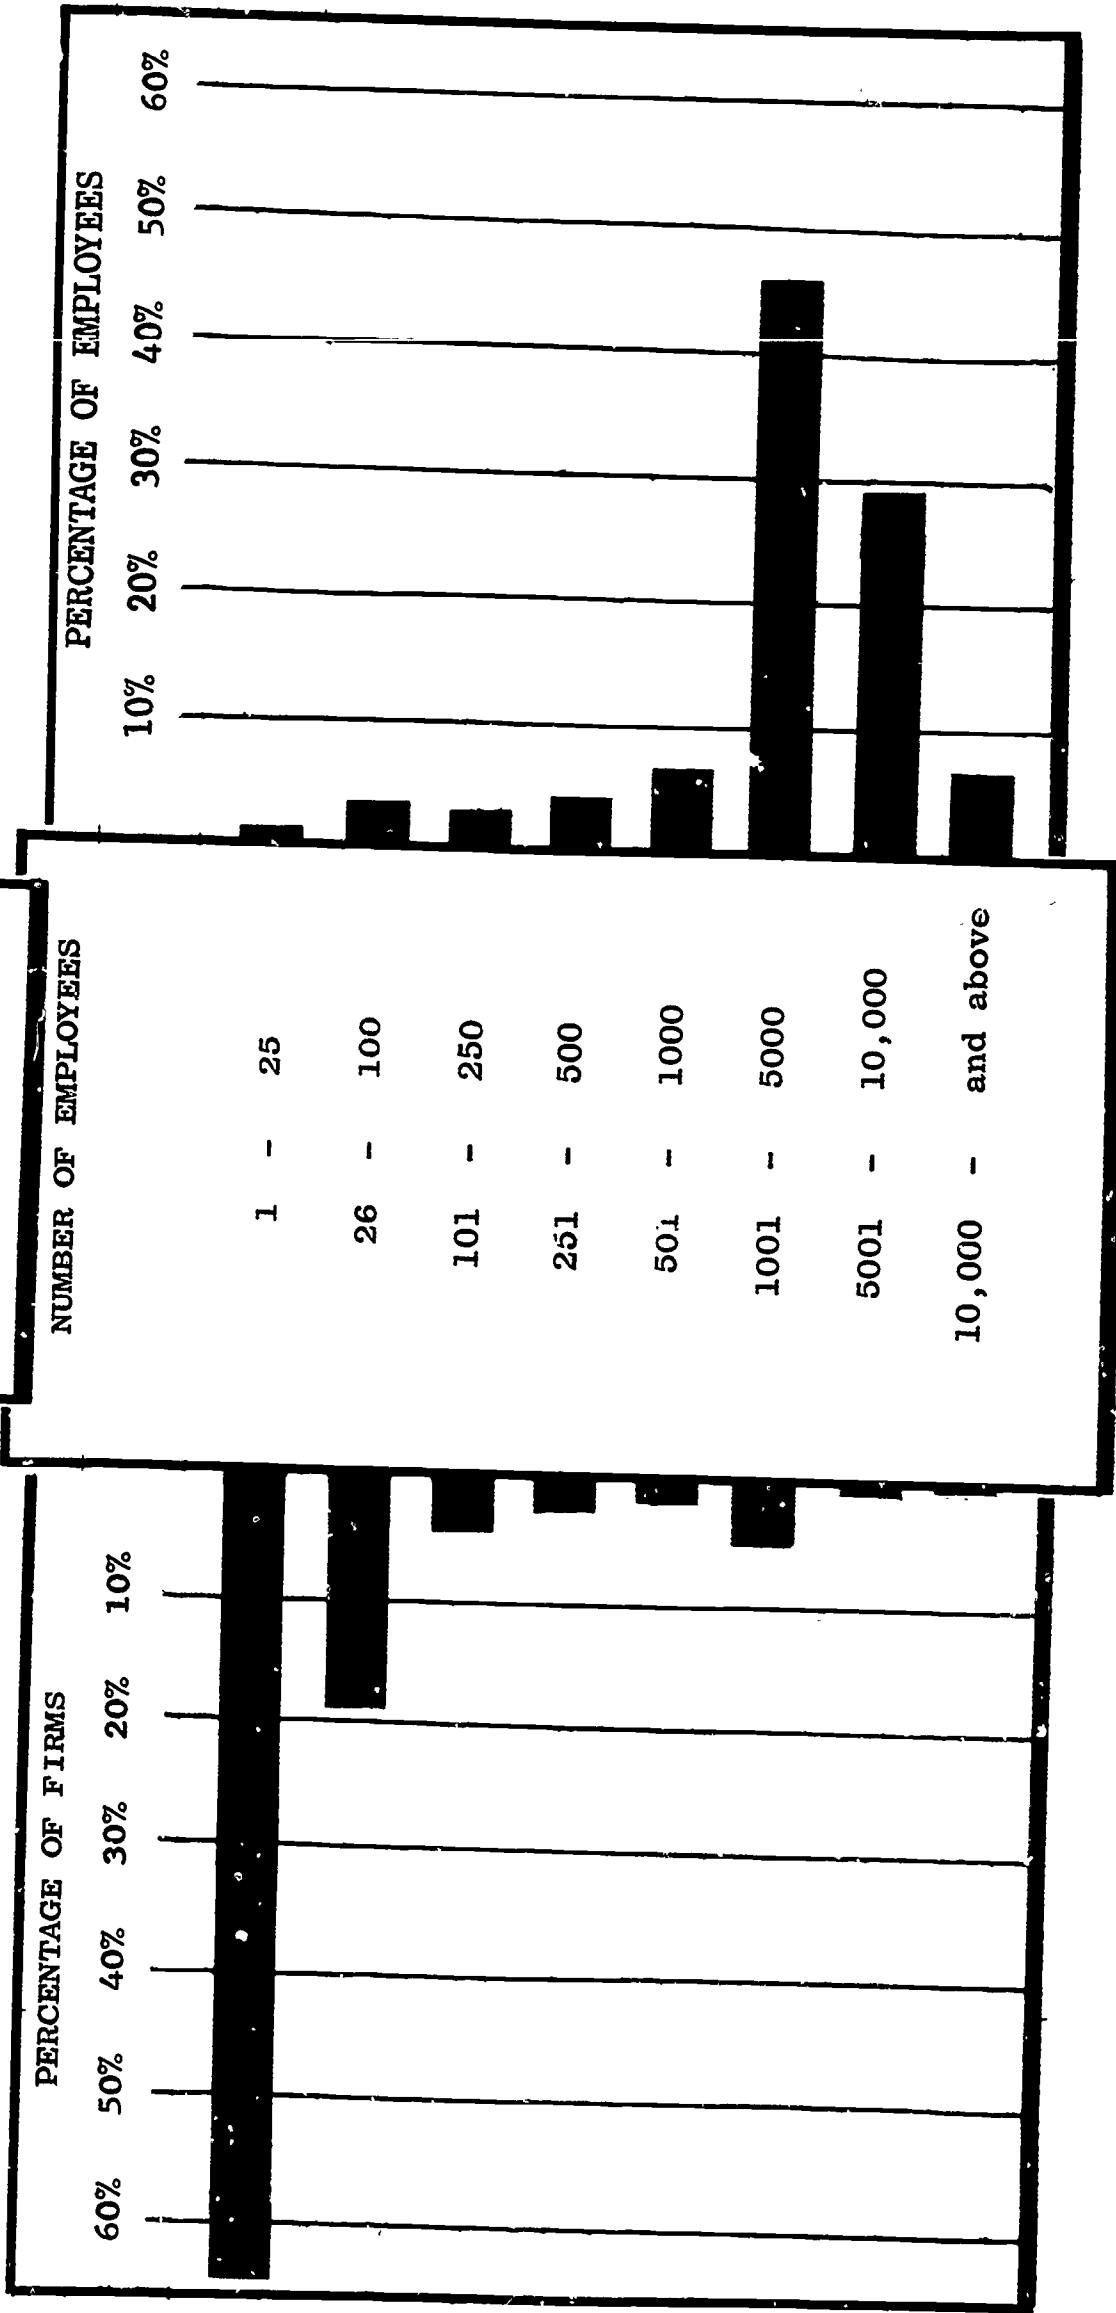 PERCENTAGE OF FIRMS
60% 50% 40% 30% 20% 10%
NUMBER OF EMPLOYEES
1 - 25
26 - 100
101 - 250
251 - 500
501 - 1000
1001 - 5000
5001 - 10,000
10,000 - and above
PERCENTAGE OF EMPLOYEES
10% 20% 30% 40% 50% 60%